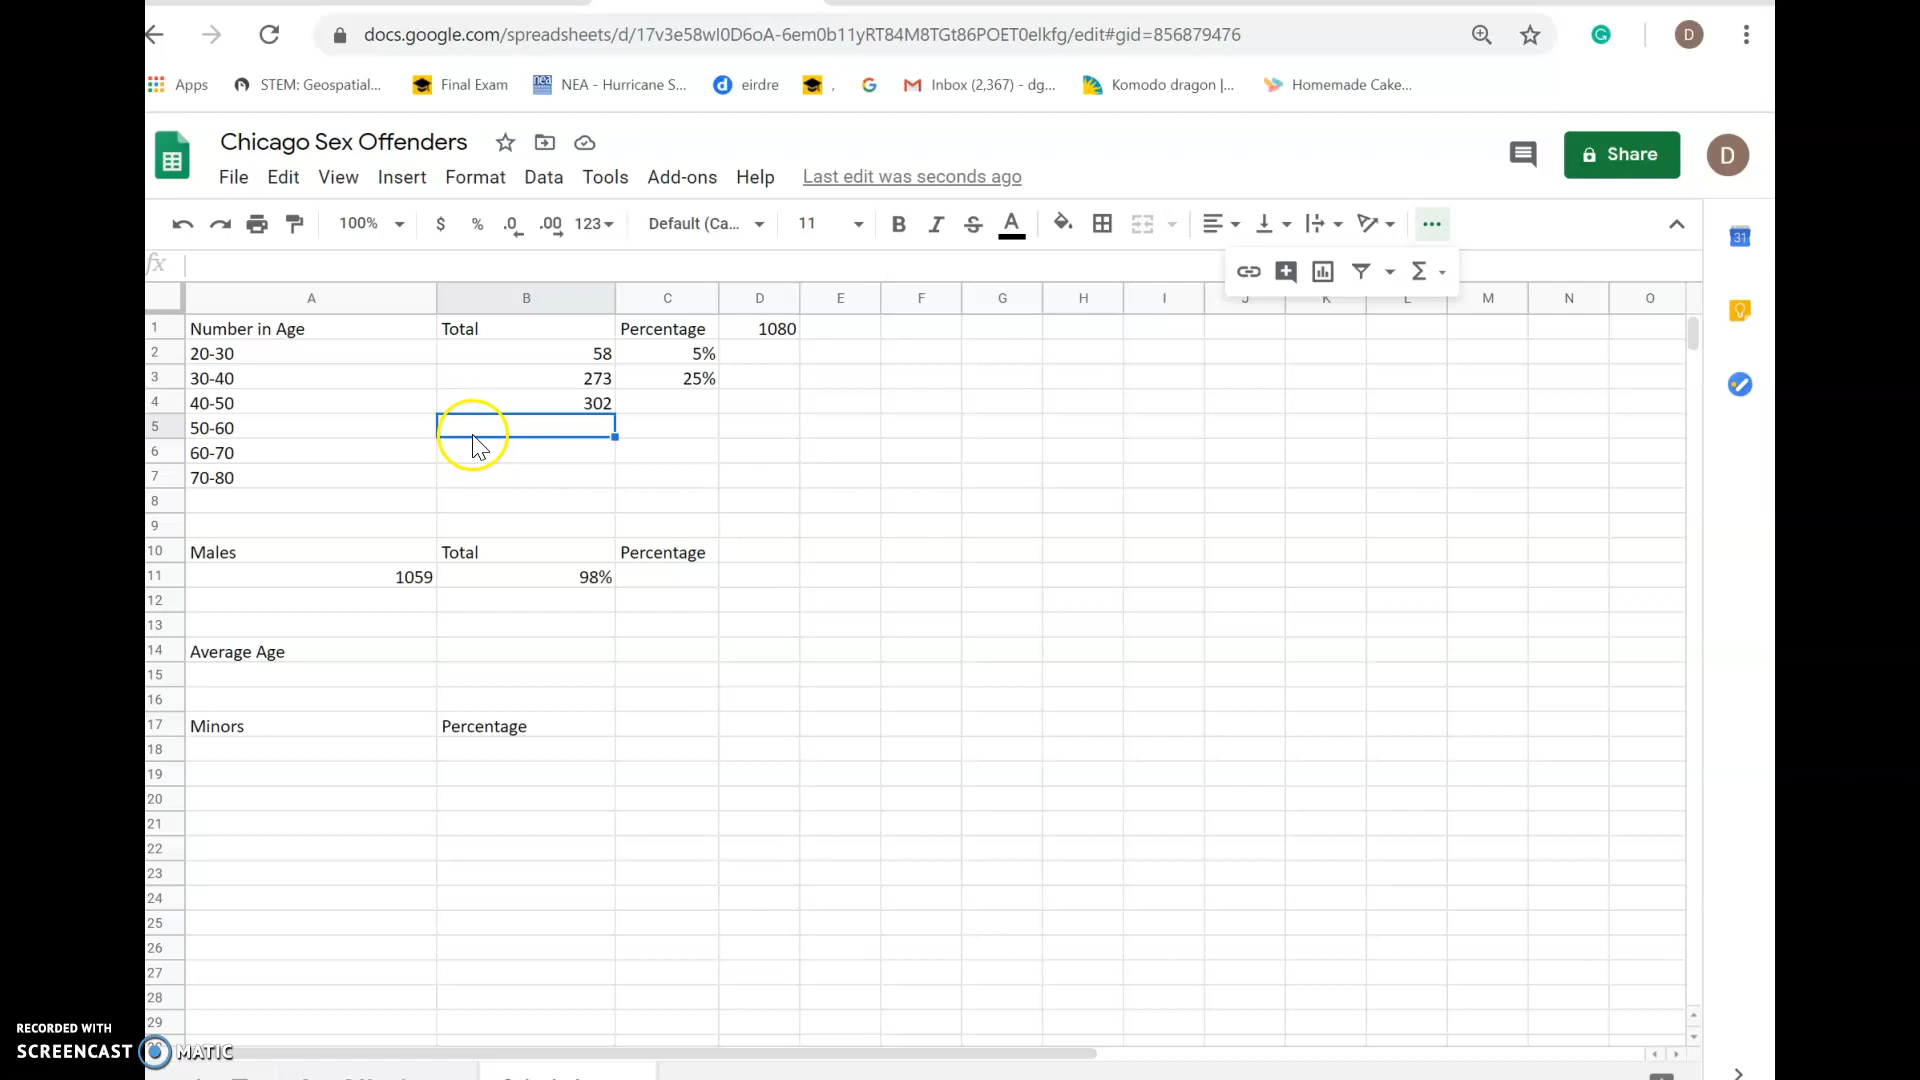 docs.google.com/spreadsheets/d/17v3e58wI0D6oA-6em0b11yRT84M8TGt86POET0elkfg/edit#gid=856879476
D
Apps STEM: Geospatial... Final Exam nea NEA - Hurricane S... d eirdre , G Inbox (2,367) - dg... Komodo dragon |... Homemade Cake...
Chicago Sex Offenders
Share D
File Edit View Insert Format Data Tools Add-ons Help Last edit was seconds ago
100% $ % .0 .00 123 Default (Ca... 11 B I S A
31
fx
A B C D E F G H I J K L M N O
1 Number in Age Total Percentage 1080
2 20-30 58 5%
3 30-40 273 25%
4 40-50 302
5 50-60
6 60-70
7 70-80
8
9
10 Males Total Percentage
11 1059 98%
12
13
14 Average Age
15
16
17 Minors Percentage
18
19
20
21
22
23
24
25
26
27
28
29
RECORDED WITH
SCREENCAST MATIC